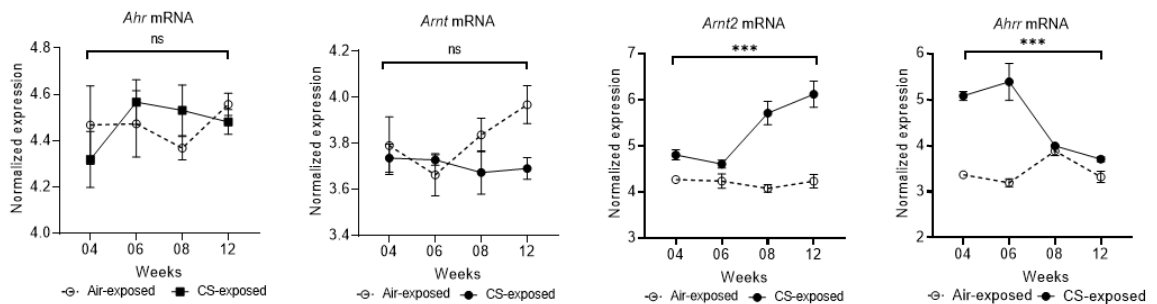 Ahr mRNA
ns
4.8
4.6
4.4
4.2
4.0
Normalized expression
04 06 08 12
Weeks
Air-exposed CS-exposed
Arnt mRNA
ns
4.2
4.0
3.8
3.6
3.4
Normalized expression
04 06 08 12
Weeks
Air-exposed CS-exposed
Arnt2 mRNA
***
7
6
5
4
3
Normalized expression
04 06 08 12
Weeks
Air-exposed CS-exposed
Ahrr mRNA
***
6
5
4
3
2
Normalized expression
04 06 08 12
Weeks
Air-exposed CS-exposed